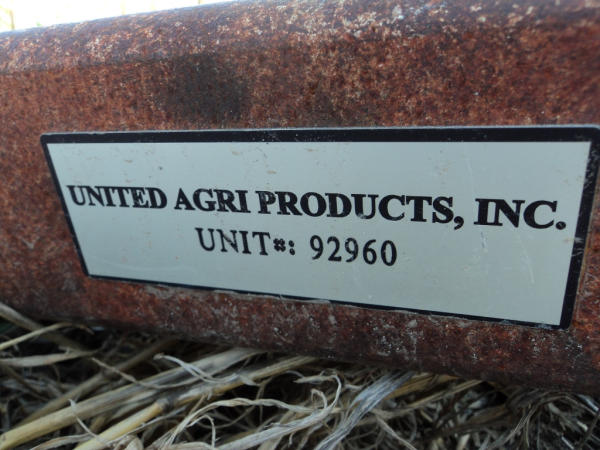 UNITED AGRI PRODUCTS, INC.
UNIT#: 92960